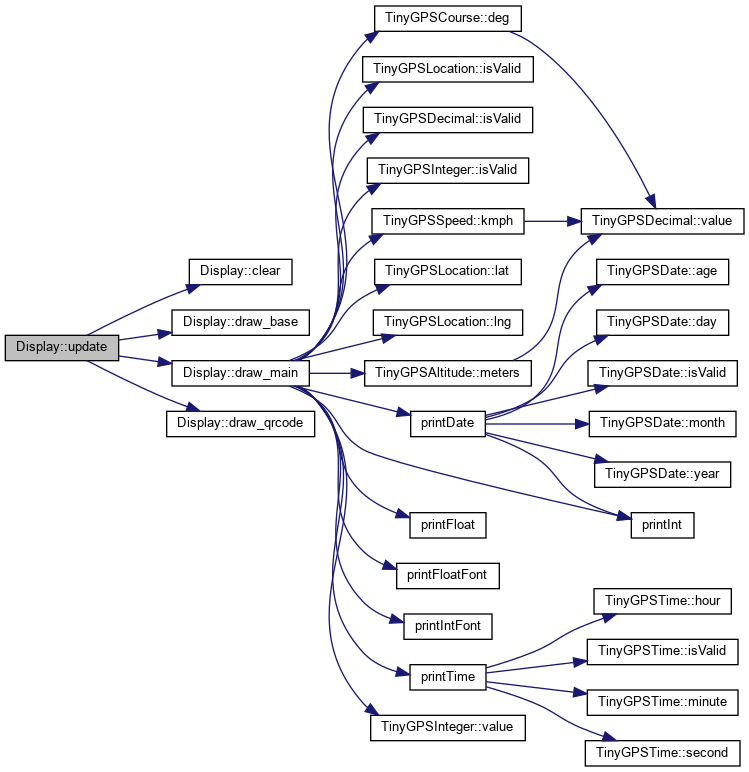 Display::update
Display::clear
Display::draw_base
Display::draw_main
Display::draw_qrcode
TinyGPSCourse::deg
TinyGPSLocation::isValid
TinyGPSDecimal::isValid
TinyGPSInteger::isValid
TinyGPSSpeed::kmph
TinyGPSLocation::lat
TinyGPSLocation::lng
TinyGPSAltitude::meters
printDate
printFloat
printFloatFont
printIntFont
printTime
TinyGPSInteger::value
TinyGPSDecimal::value
TinyGPSDate::age
TinyGPSDate::day
TinyGPSDate::isValid
TinyGPSDate::month
TinyGPSDate::year
printInt
TinyGPSTime::hour
TinyGPSTime::isValid
TinyGPSTime::minute
TinyGPSTime::second